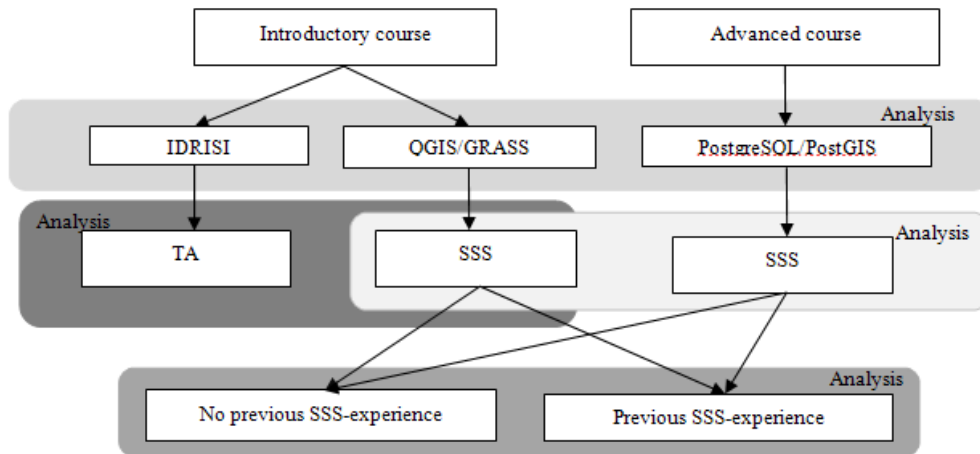 Introductory course
Advanced course
Analysis
IDRISI
QGIS/GRASS
PostgreSQL/PostGIS
Analysis
Analysis
TA
SSS
SSS
Analysis
No previous SSS-experience
Previous SSS-experience